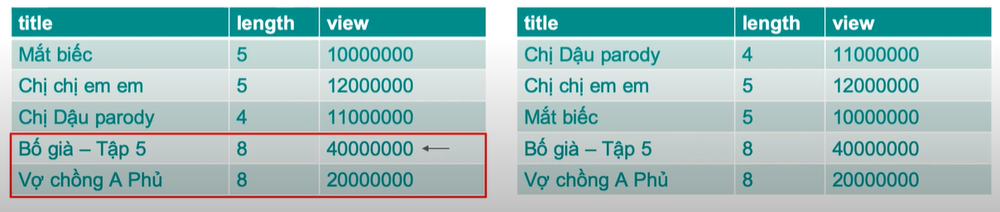 title length view
Mắt biếc 5 10000000
Chị chị em em 5 12000000
Chị Dậu parody 4 11000000
Bố già – Tập 5 8 40000000
Vợ chồng A Phủ 8 20000000
title length view
Chị Dậu parody 4 11000000
Chị chị em em 5 12000000
Mắt biếc 5 10000000
Bố già – Tập 5 8 40000000
Vợ chồng A Phủ 8 20000000